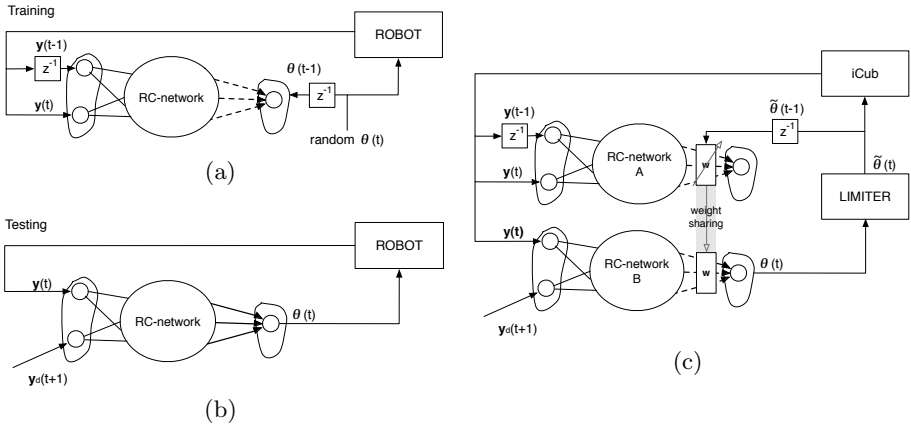 Training
ROBOT
y(t-1)
z⁻¹
y(t)
RC-network
θ (t-1)
z⁻¹
random θ (t)
(a)
Testing
ROBOT
y(t)
RC-network
θ (t)
yd(t+1)
(b)
iCub
y(t-1)
z⁻¹
y(t)
RC-network
A
w
θ̃ (t-1)
z⁻¹
θ̃ (t)
LIMITER
weight
sharing
y(t)
RC-network
B
w
θ (t)
yd(t+1)
(c)